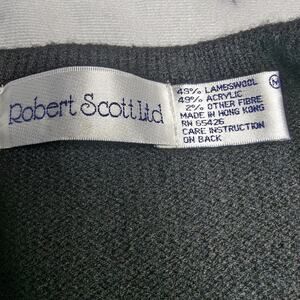 Robert Scott Ltd
49% LAMBSWOOL
49% ACRYLIC
2% OTHER FIBRE
MADE IN HONG KONG
RN 65426
CARE INSTRUCTION
ON BACK
M